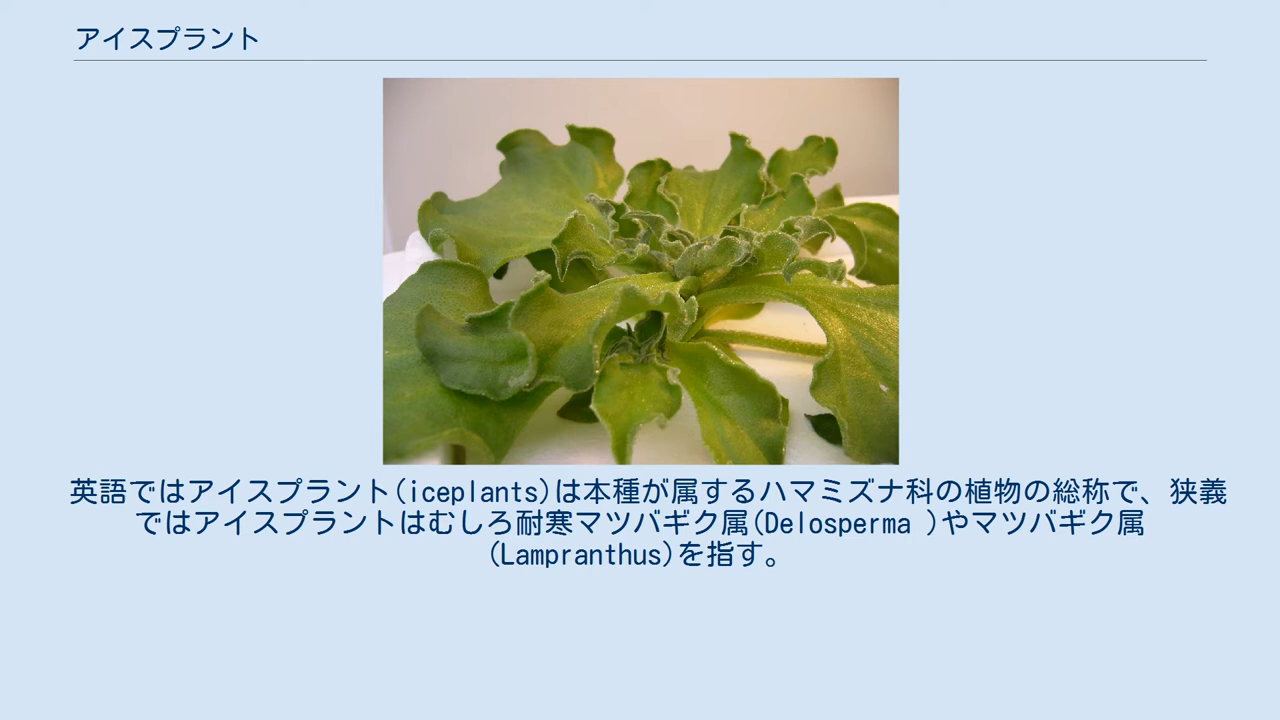 アイスプラント
英語ではアイスプラント(iceplants)は本種が属するハマミズナ科の植物の総称で、狭義
ではアイスプラントはむしろ耐寒マツバギク属(Delosperma )やマツバギク属
(Lampranthus)を指す。